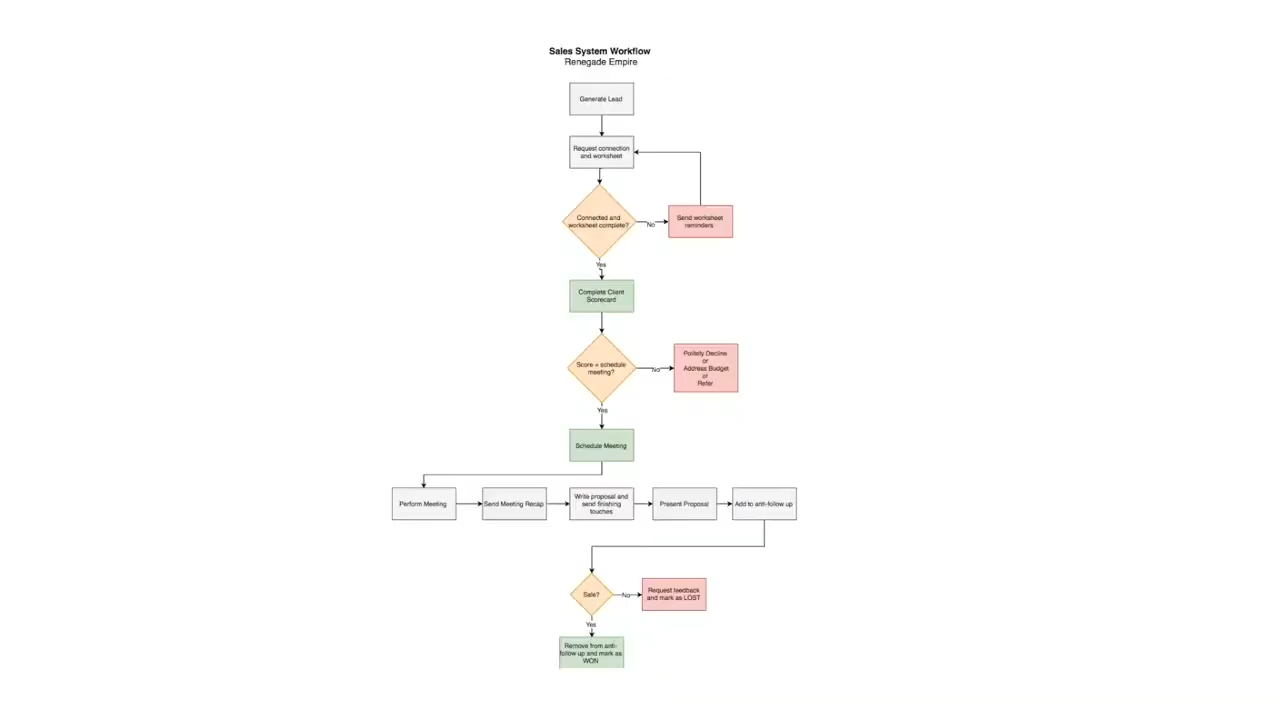 Sales System Workflow
Renegade Empire
Generate Lead
Request connection
and worksheet
Connected and
worksheet complete?
No
Send worksheet
reminders
Yes
Complete Client
Scorecard
Score = schedule
meeting?
No
Politely Decline
or
Address Budget
or
Refer
Yes
Schedule Meeting
Perform Meeting
Send Meeting Recap
Write proposal and
send finishing
touches
Present Proposal
Add to anti-follow up
Sale?
No
Request feedback
and mark as LOST
Yes
Remove from anti-
follow up and mark as
WON